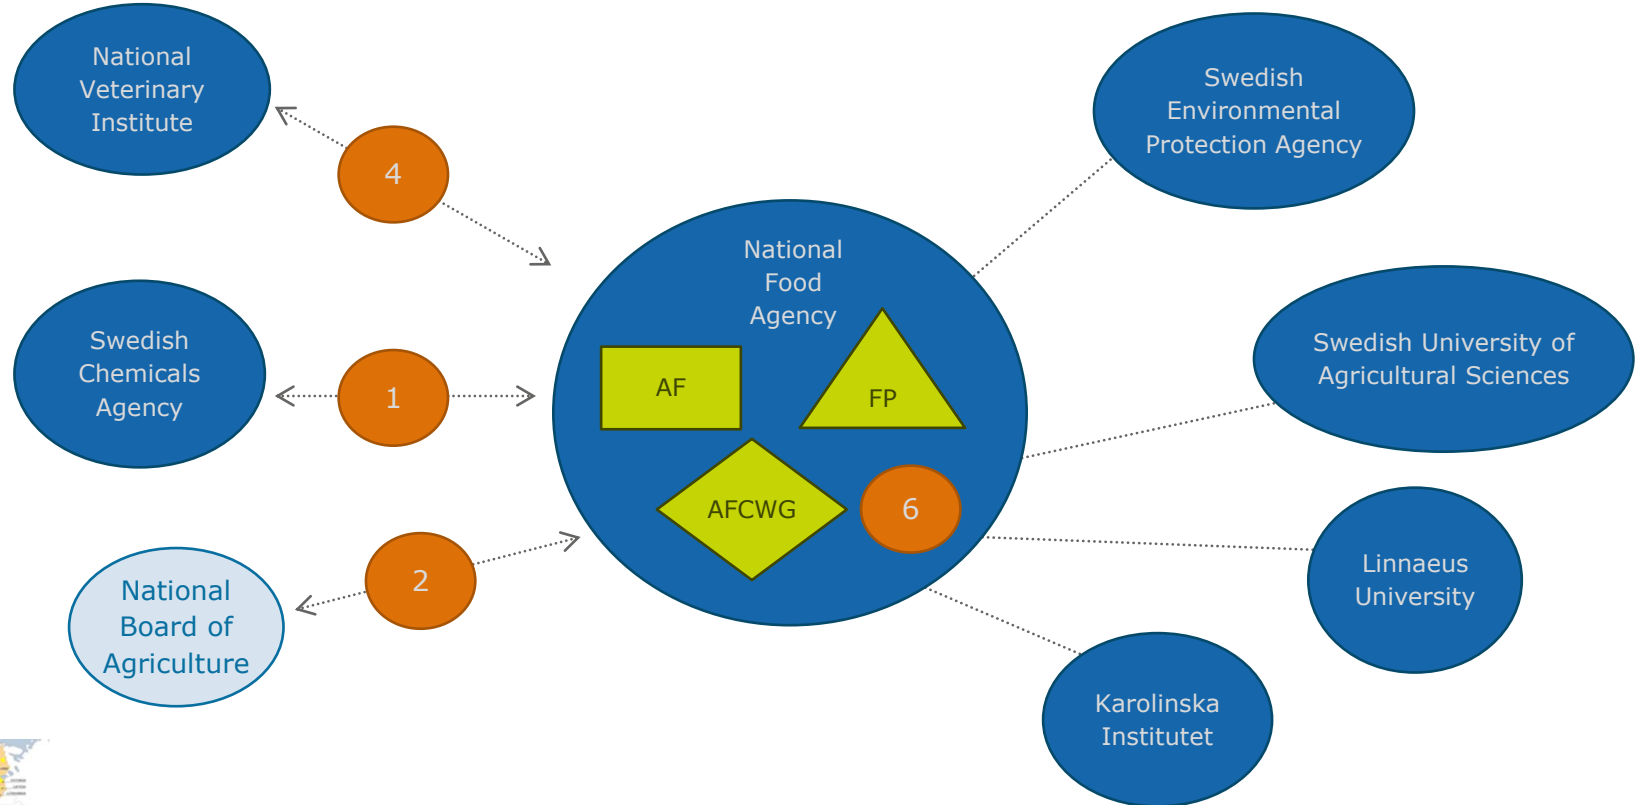 National
Veterinary
Institute
4
Swedish
Chemicals
Agency
1
National
Board of
Agriculture
2
National
Food
Agency
AF
FP
AFCWG
6
Swedish
Environmental
Protection Agency
Swedish University of
Agricultural Sciences
Linnaeus
University
Karolinska
Institutet